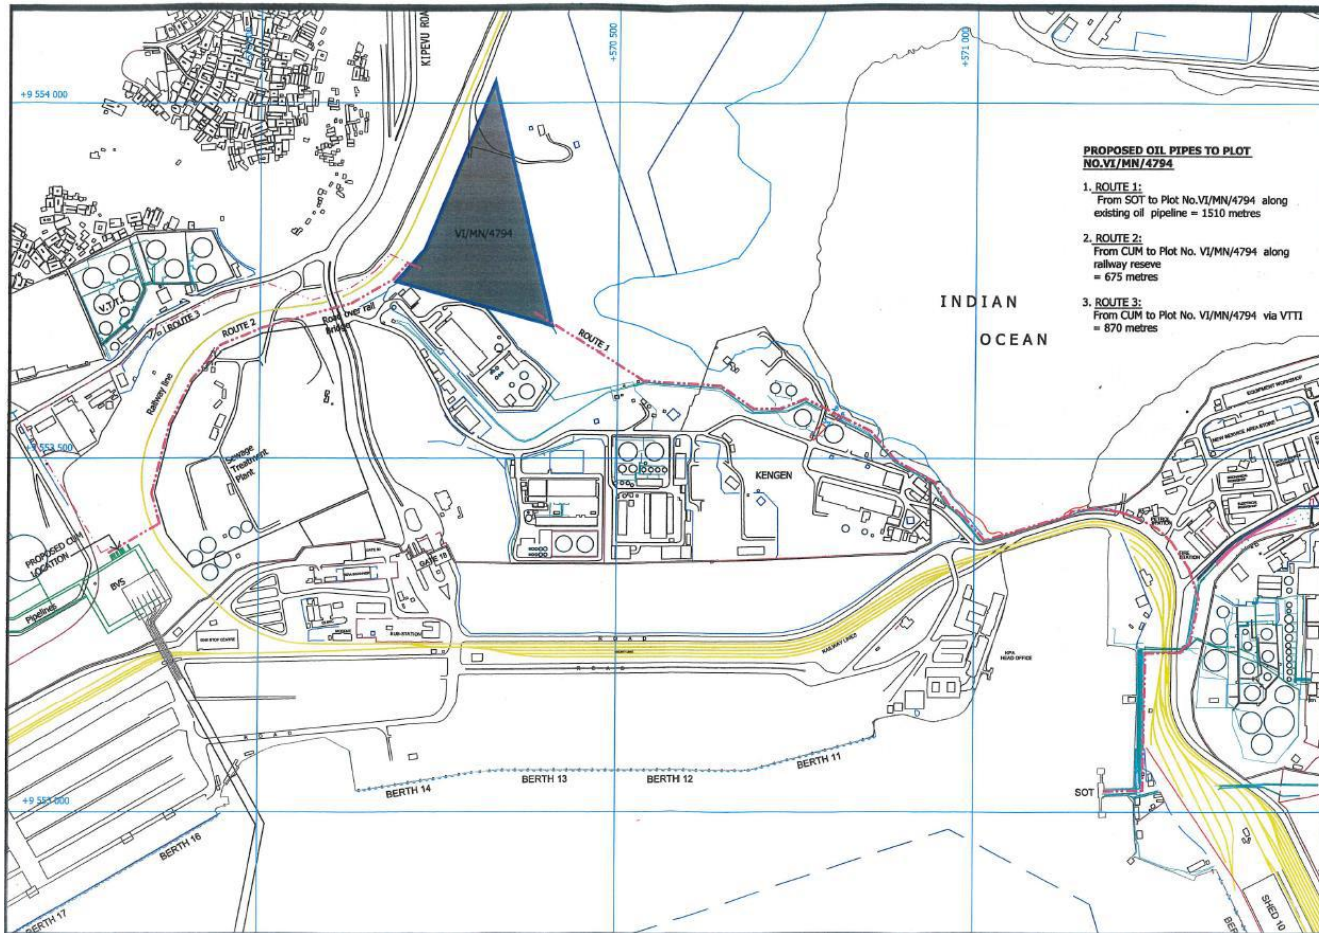 KIPEVU ROA
+570 500
+571 000
+9 554 000
PROPOSED OIL PIPES TO PLOT
NO.VI/MN/4794
1. ROUTE 1:
From SOT to Plot No.VI/MN/4794 along
existing oil pipeline = 1510 metres
2. ROUTE 2:
From CUM to Plot No. VI/MN/4794 along
railway reseve
= 675 metres
3. ROUTE 3:
From CUM to Plot No. VI/MN/4794 via VTTI
= 870 metres
VI/MN/4794
V.T.T.I
ROUTE 3
ROUTE 2
Road over rail
Bridge
ROUTE 1
INDIAN
OCEAN
Railway line
EQUIPMENT WORKSHOP
NEW SERVICE AREA STORE
+9 553 500
Sewage
Treatment
Plant
KENGEN
PROPOSED CUM
LOCATION
BVS
Pipelines
GATE 18
SUB-STATION
ROAD
RAILWAY LINES
ROAD
KPA
HEAD OFFICE
ROAD
BERTH 14
BERTH 13
BERTH 12
BERTH 11
SOT
+9 553 000
BERTH 16
BERTH 17
SHED 10
BER